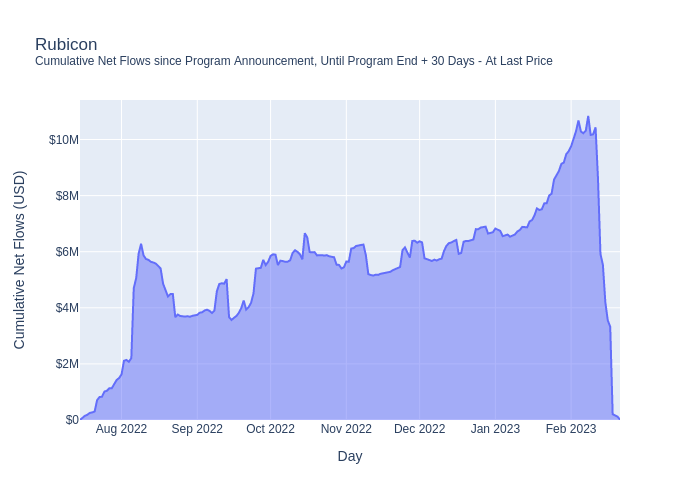 Rubicon
Cumulative Net Flows since Program Announcement, Until Program End + 30 Days - At Last Price
Cumulative Net Flows (USD)
$10M
$8M
$6M
$4M
$2M
$0
Aug 2022 Sep 2022 Oct 2022 Nov 2022 Dec 2022 Jan 2023 Feb 2023
Day